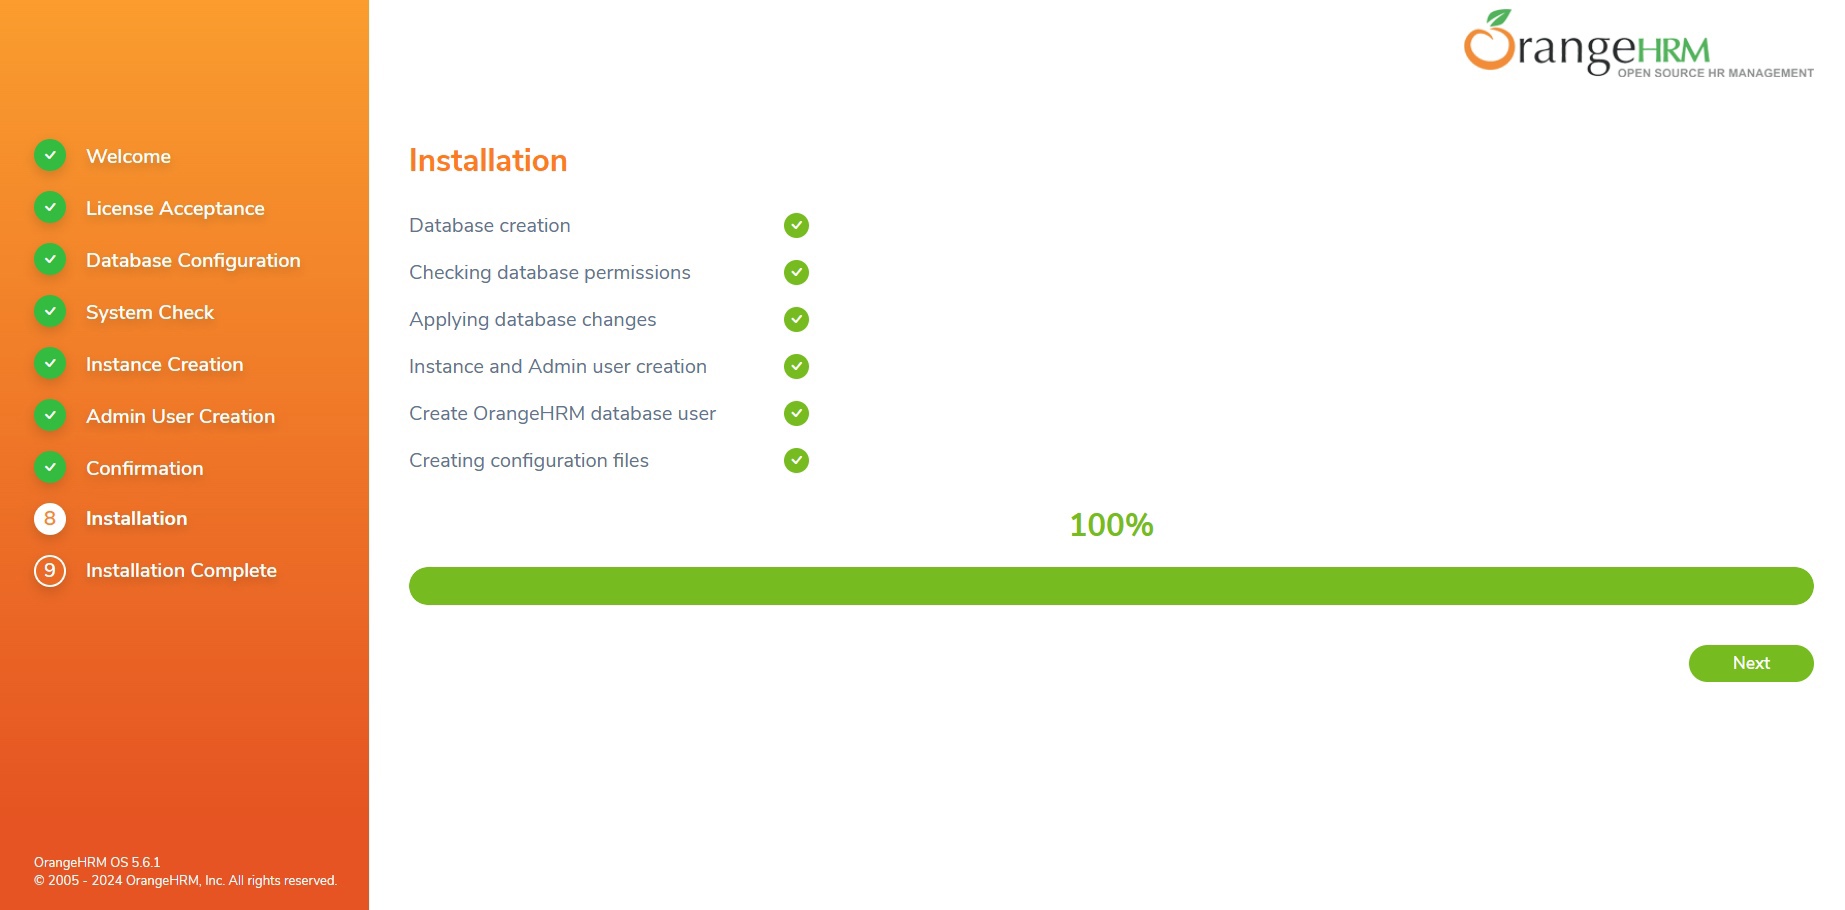 OrangeHRM
OPEN SOURCE HR MANAGEMENT
Welcome
License Acceptance
Database Configuration
System Check
Instance Creation
Admin User Creation
Confirmation
8 Installation
9 Installation Complete
OrangeHRM OS 5.6.1
© 2005 - 2024 OrangeHRM, Inc. All rights reserved.
Installation
Database creation
Checking database permissions
Applying database changes
Instance and Admin user creation
Create OrangeHRM database user
Creating configuration files
100%
Next